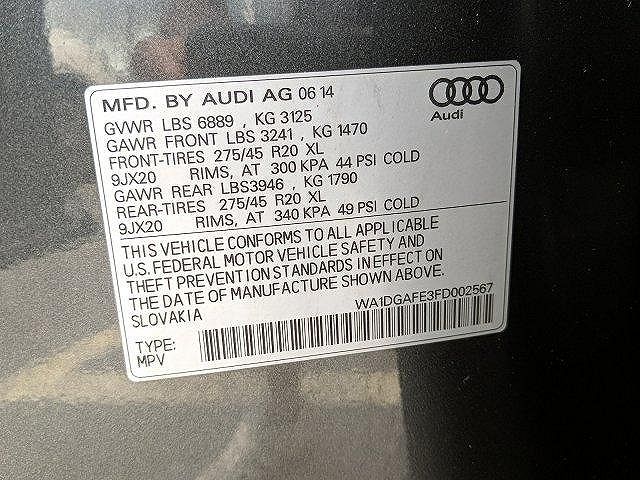 MFD. BY AUDI AG 06 14
Audi
GVWR LBS 6889 , KG 3125
GAWR FRONT LBS 3241 , KG 1470
FRONT-TIRES 275/45 R20 XL
9JX20 RIMS, AT 300 KPA 44 PSI COLD
GAWR REAR LBS3946 , KG 1790
REAR-TIRES 275/45 R20 XL
9JX20 RIMS, AT 340 KPA 49 PSI COLD
THIS VEHICLE CONFORMS TO ALL APPLICABLE
U.S. FEDERAL MOTOR VEHICLE SAFETY AND
THEFT PREVENTION STANDARDS IN EFFECT ON
THE DATE OF MANUFACTURE SHOWN ABOVE.
SLOVAKIA WA1DGAFE3FD002567
TYPE:
MPV